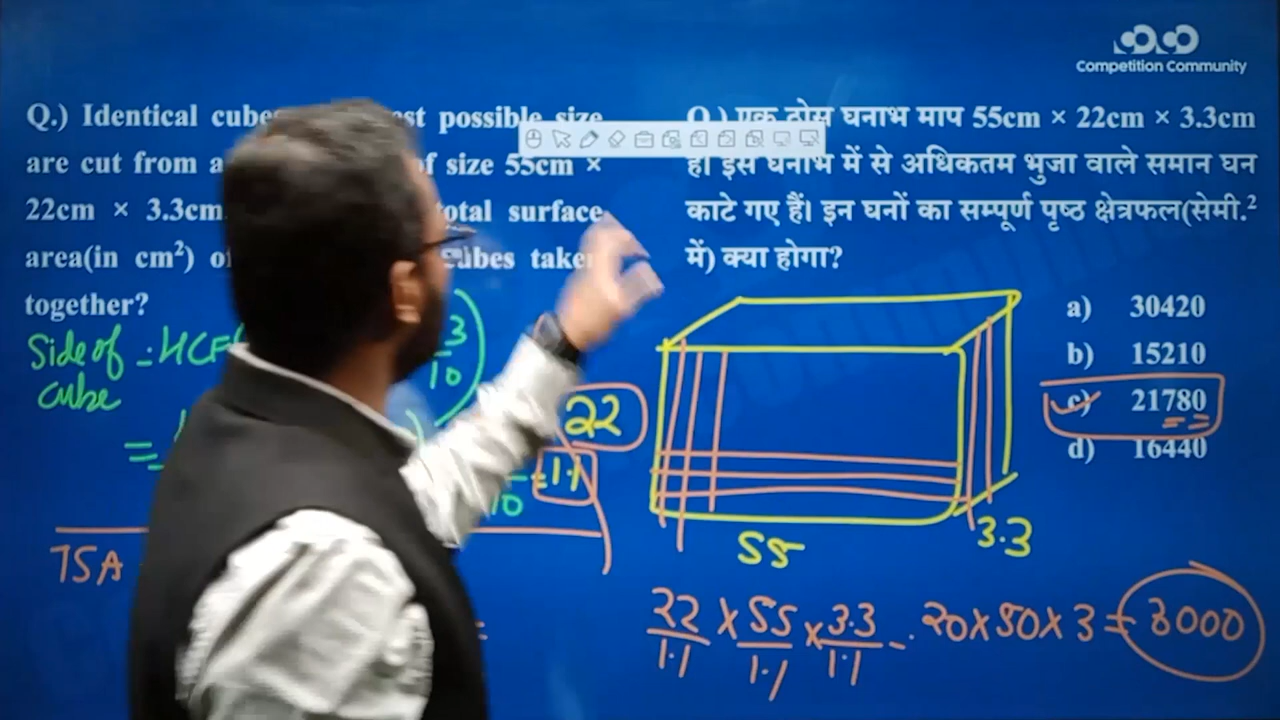 Competition Community
Q.) Identical possible size
are cut from of size 55cm ×
22cm × 3.3cm. total surface
area(in cm²) taken
together?
Q.) एक ठोस घनाभ माप 55cm × 22cm × 3.3cm
है। इस घनाभ में से अधिकतम भुजा वाले समान घन
काटे गए हैं। इन घनों का सम्पूर्ण पृष्ठ क्षेत्रफल(सेमी.²
में) क्या होगा?
a) 30420
b) 15210
c) 21780
d) 16440
Side of = HCF
cube
3
10
=
10 = 1.1
22
55
3.3
TSA
=
22/1.1 × 55/1.1 × 3.3/1.1 = 20×50×3 = 3000